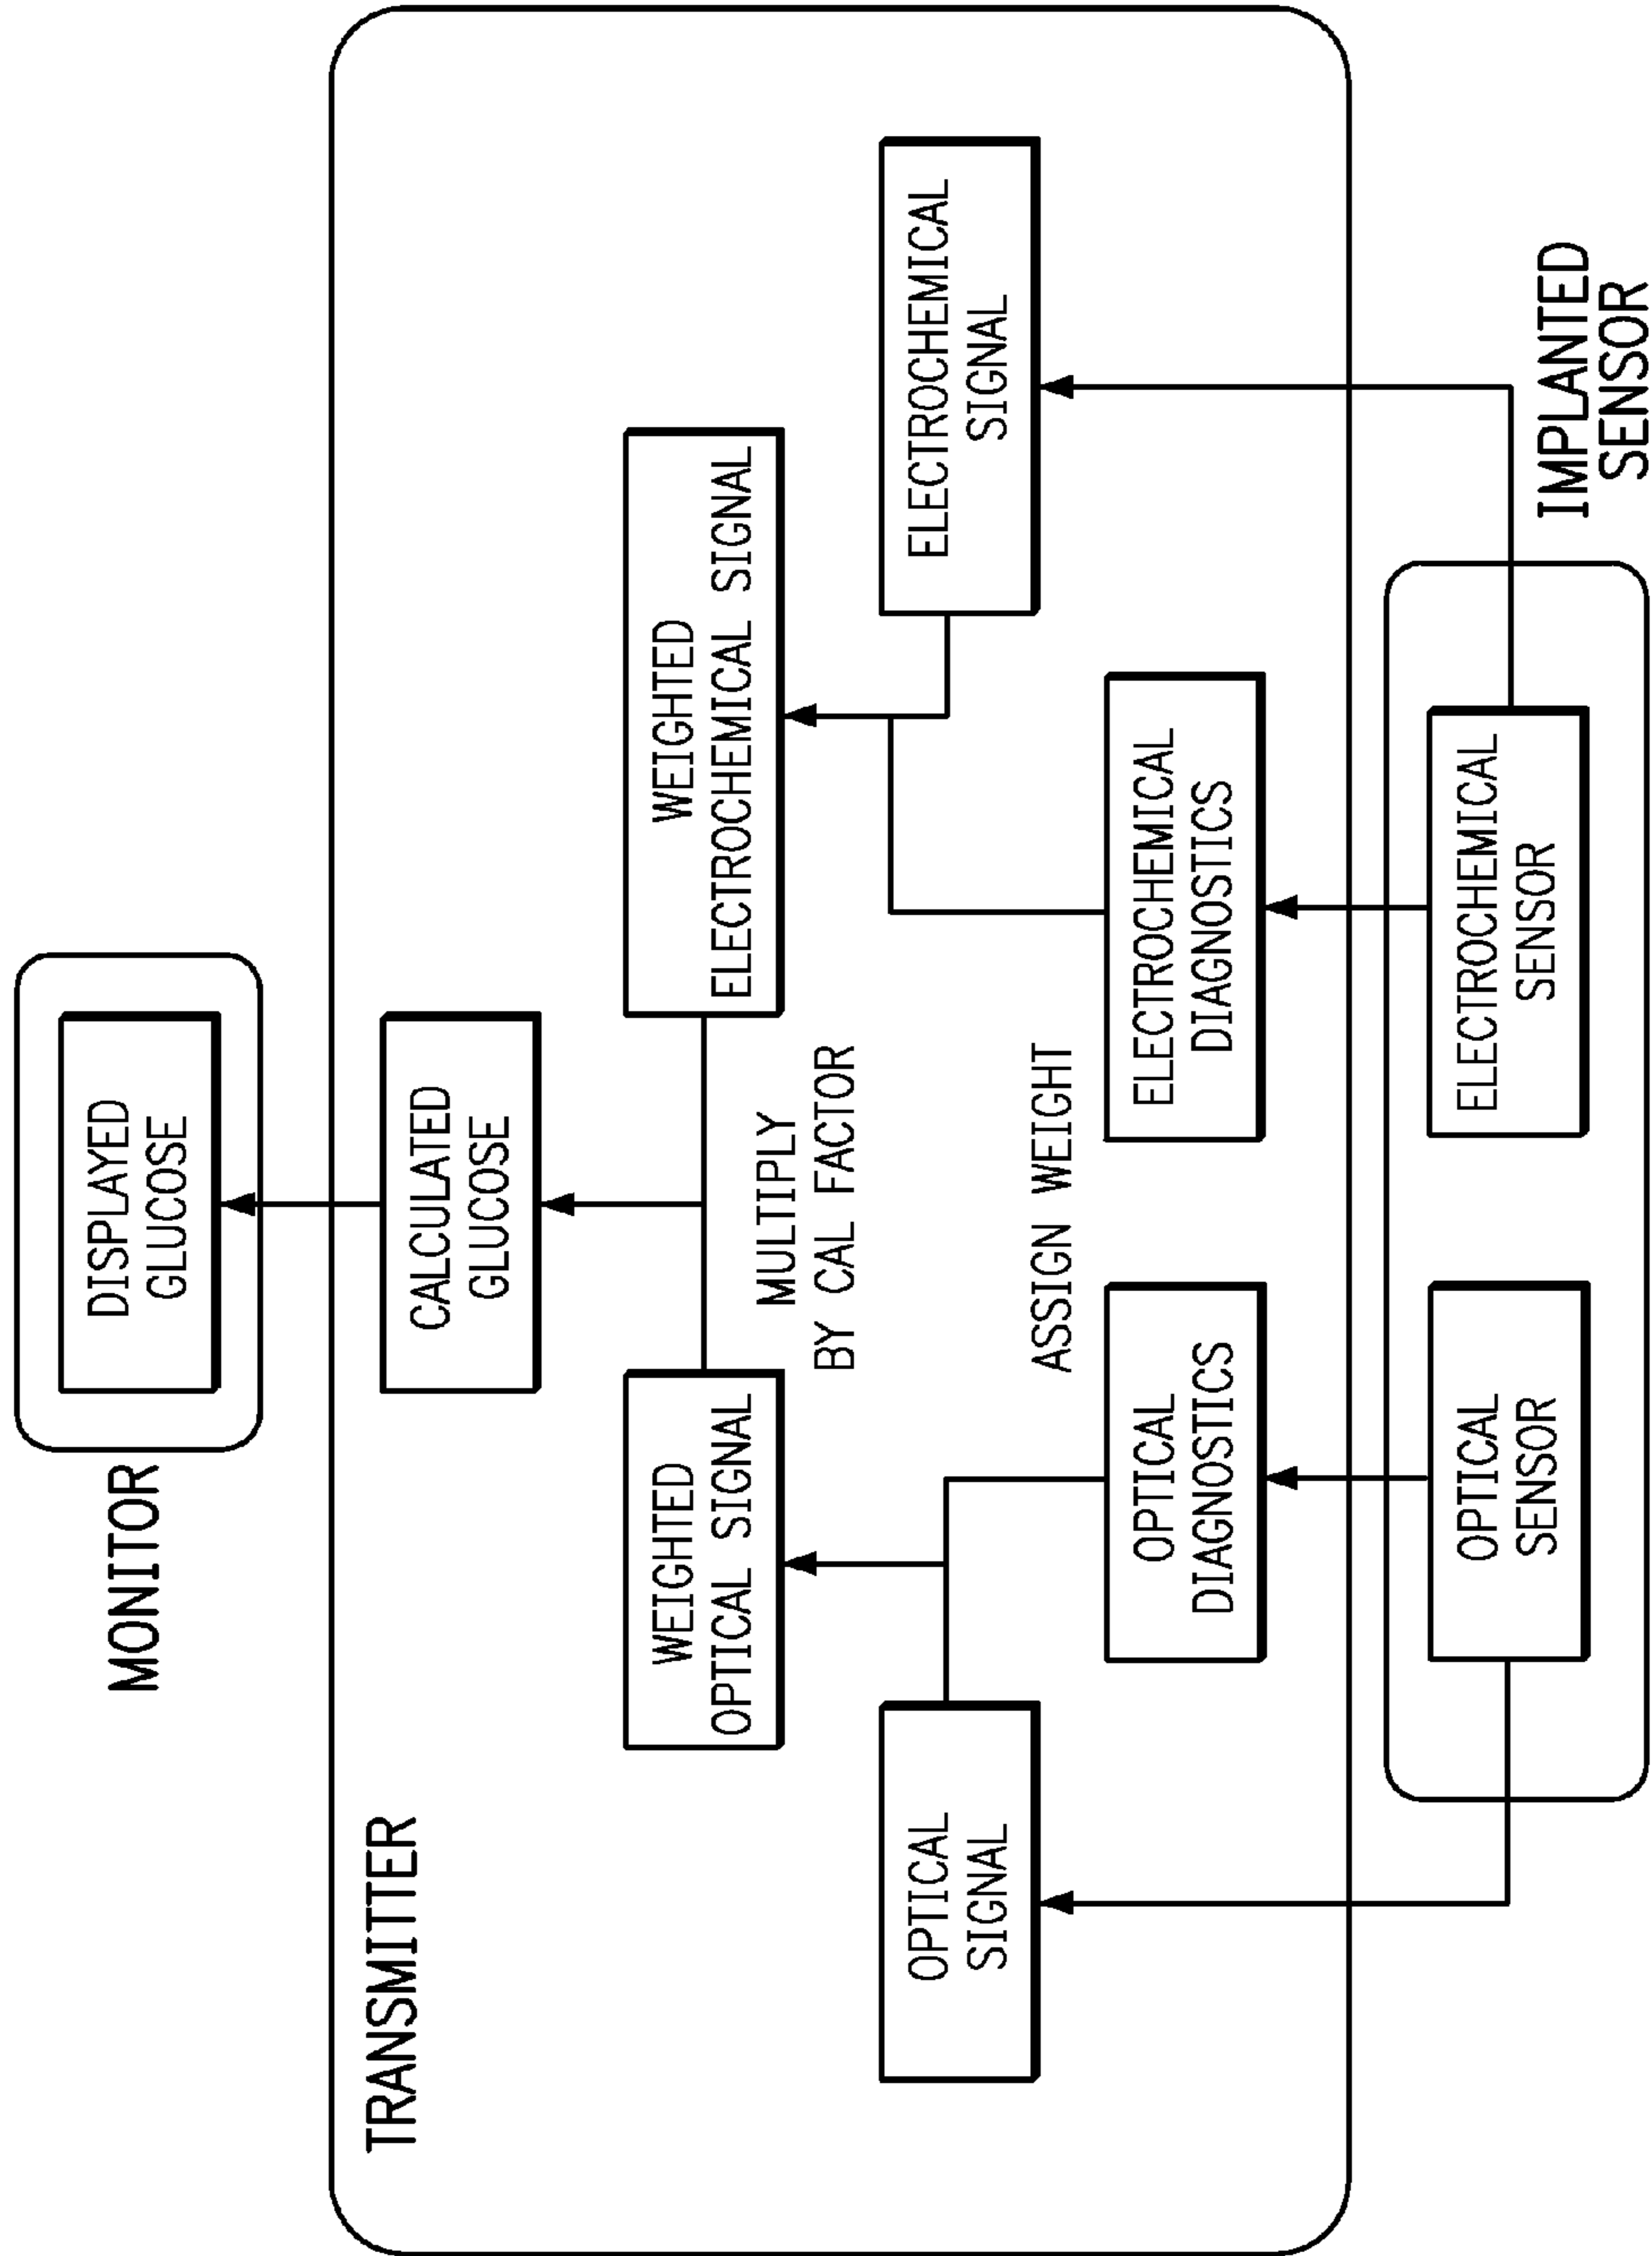 MONITOR
DISPLAYED
GLUCOSE
TRANSMITTER
CALCULATED
GLUCOSE
WEIGHTED
OPTICAL SIGNAL
WEIGHTED
ELECTROCHEMICAL SIGNAL
MULTIPLY
BY CAL FACTOR
OPTICAL
SIGNAL
ELECTROCHEMICAL
SIGNAL
ASSIGN WEIGHT
OPTICAL
DIAGNOSTICS
ELECTROCHEMICAL
DIAGNOSTICS
OPTICAL
SENSOR
ELECTROCHEMICAL
SENSOR
IMPLANTED
SENSOR